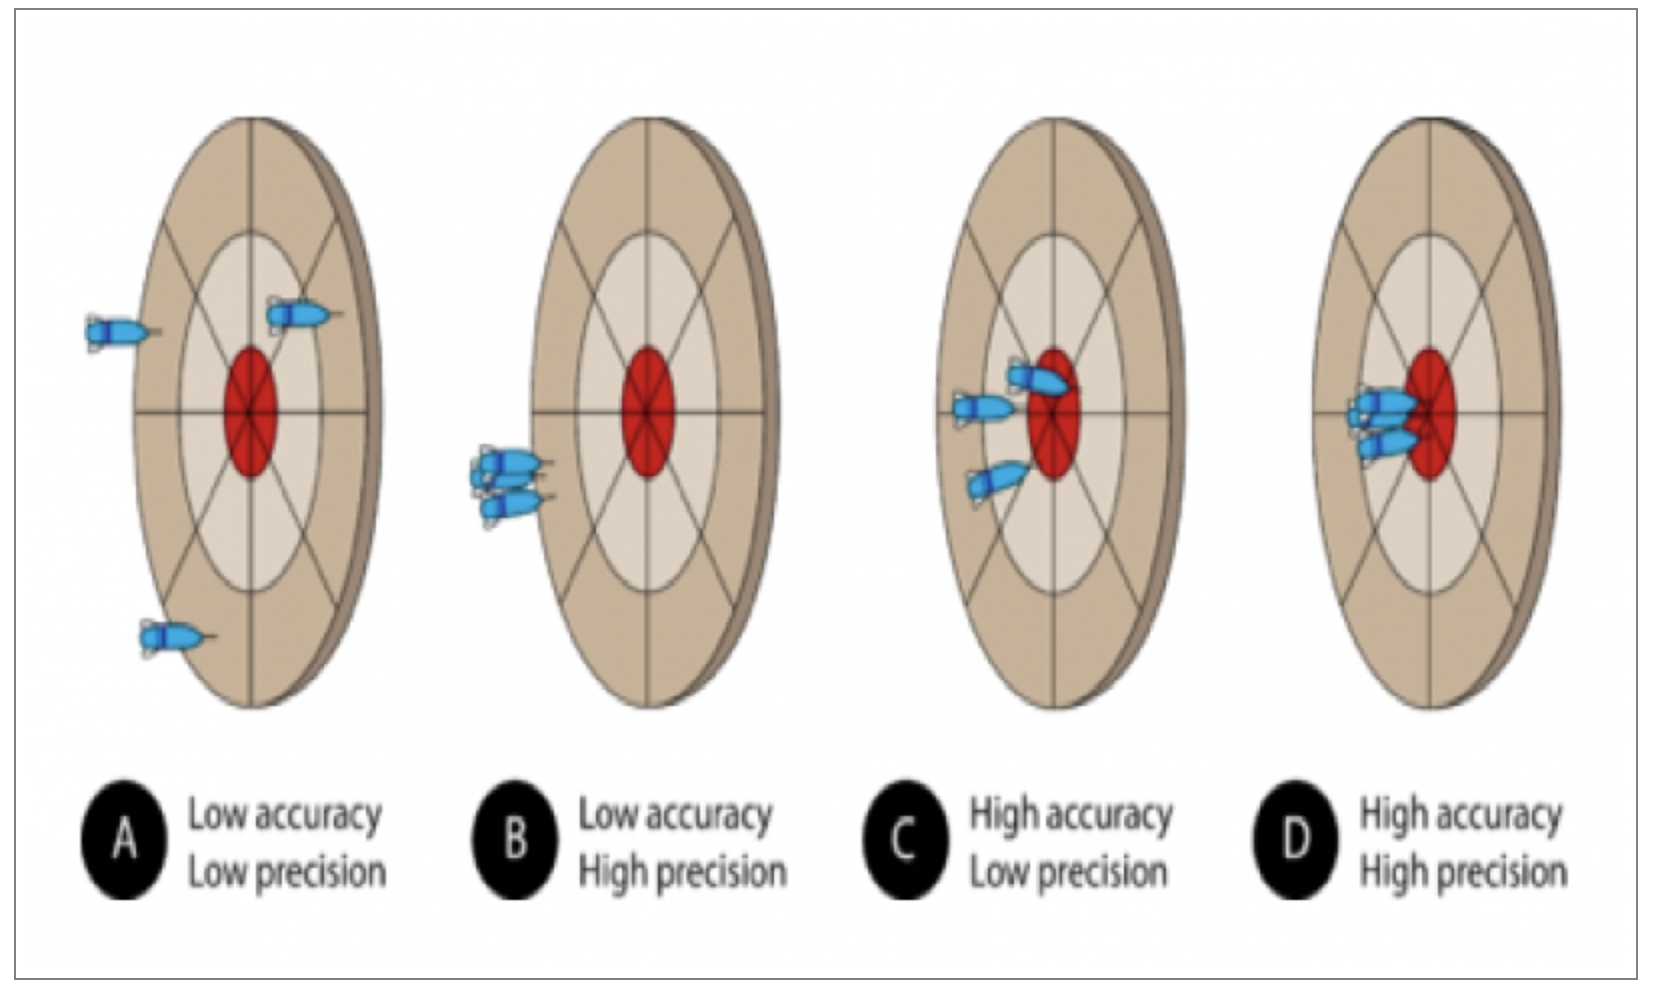 A
Low accuracy
Low precision
B
Low accuracy
High precision
C
High accuracy
Low precision
D
High accuracy
High precision